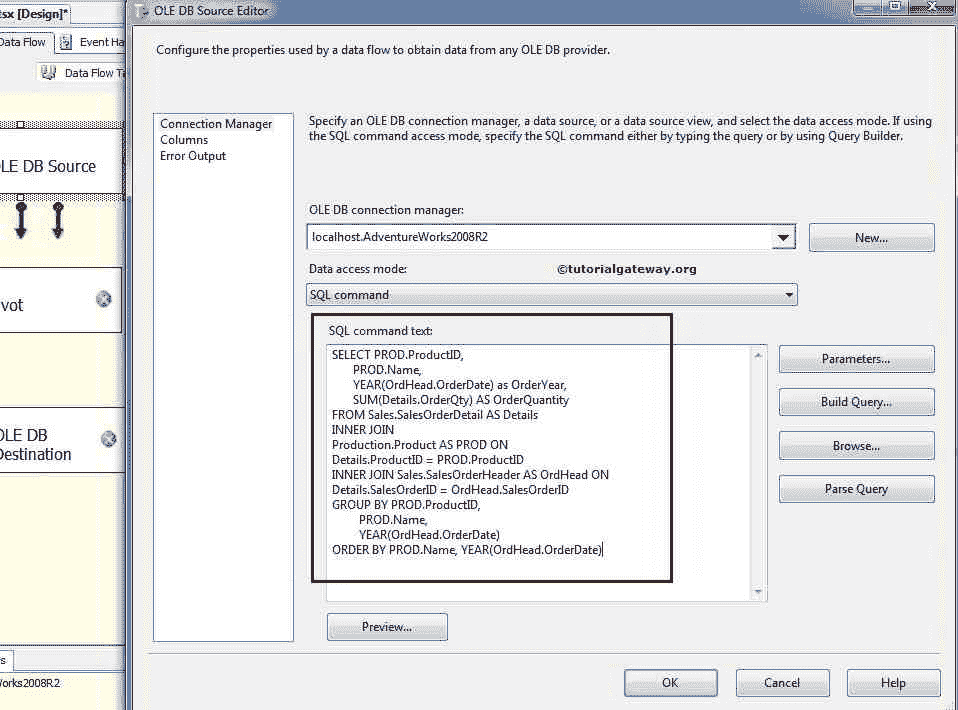 tsx [Design]*
OLE DB Source Editor
Data Flow
Event Ha
Data Flow Ta
Configure the properties used by a data flow to obtain data from any OLE DB provider.
Connection Manager
Columns
Error Output
Specify an OLE DB connection manager, a data source, or a data source view, and select the data access mode. If using
the SQL command access mode, specify the SQL command either by typing the query or by using Query Builder.
LE DB Source
OLE DB connection manager:
localhost.AdventureWorks2008R2
New...
Data access mode:
©tutorialgateway.org
SQL command
vot
SQL command text:
SELECT PROD.ProductID,
PROD.Name,
YEAR(OrdHead.OrderDate) as OrderYear,
SUM(Details.OrderQty) AS OrderQuantity
FROM Sales.SalesOrderDetail AS Details
INNER JOIN
Production.Product AS PROD ON
Details.ProductID = PROD.ProductID
INNER JOIN Sales.SalesOrderHeader AS OrdHead ON
Details.SalesOrderID = OrdHead.SalesOrderID
GROUP BY PROD.ProductID,
PROD.Name,
YEAR(OrdHead.OrderDate)
ORDER BY PROD.Name, YEAR(OrdHead.OrderDate)
Parameters...
Build Query...
Browse...
Parse Query
OLE DB
Destination
Preview...
s
orks2008R2
OK
Cancel
Help